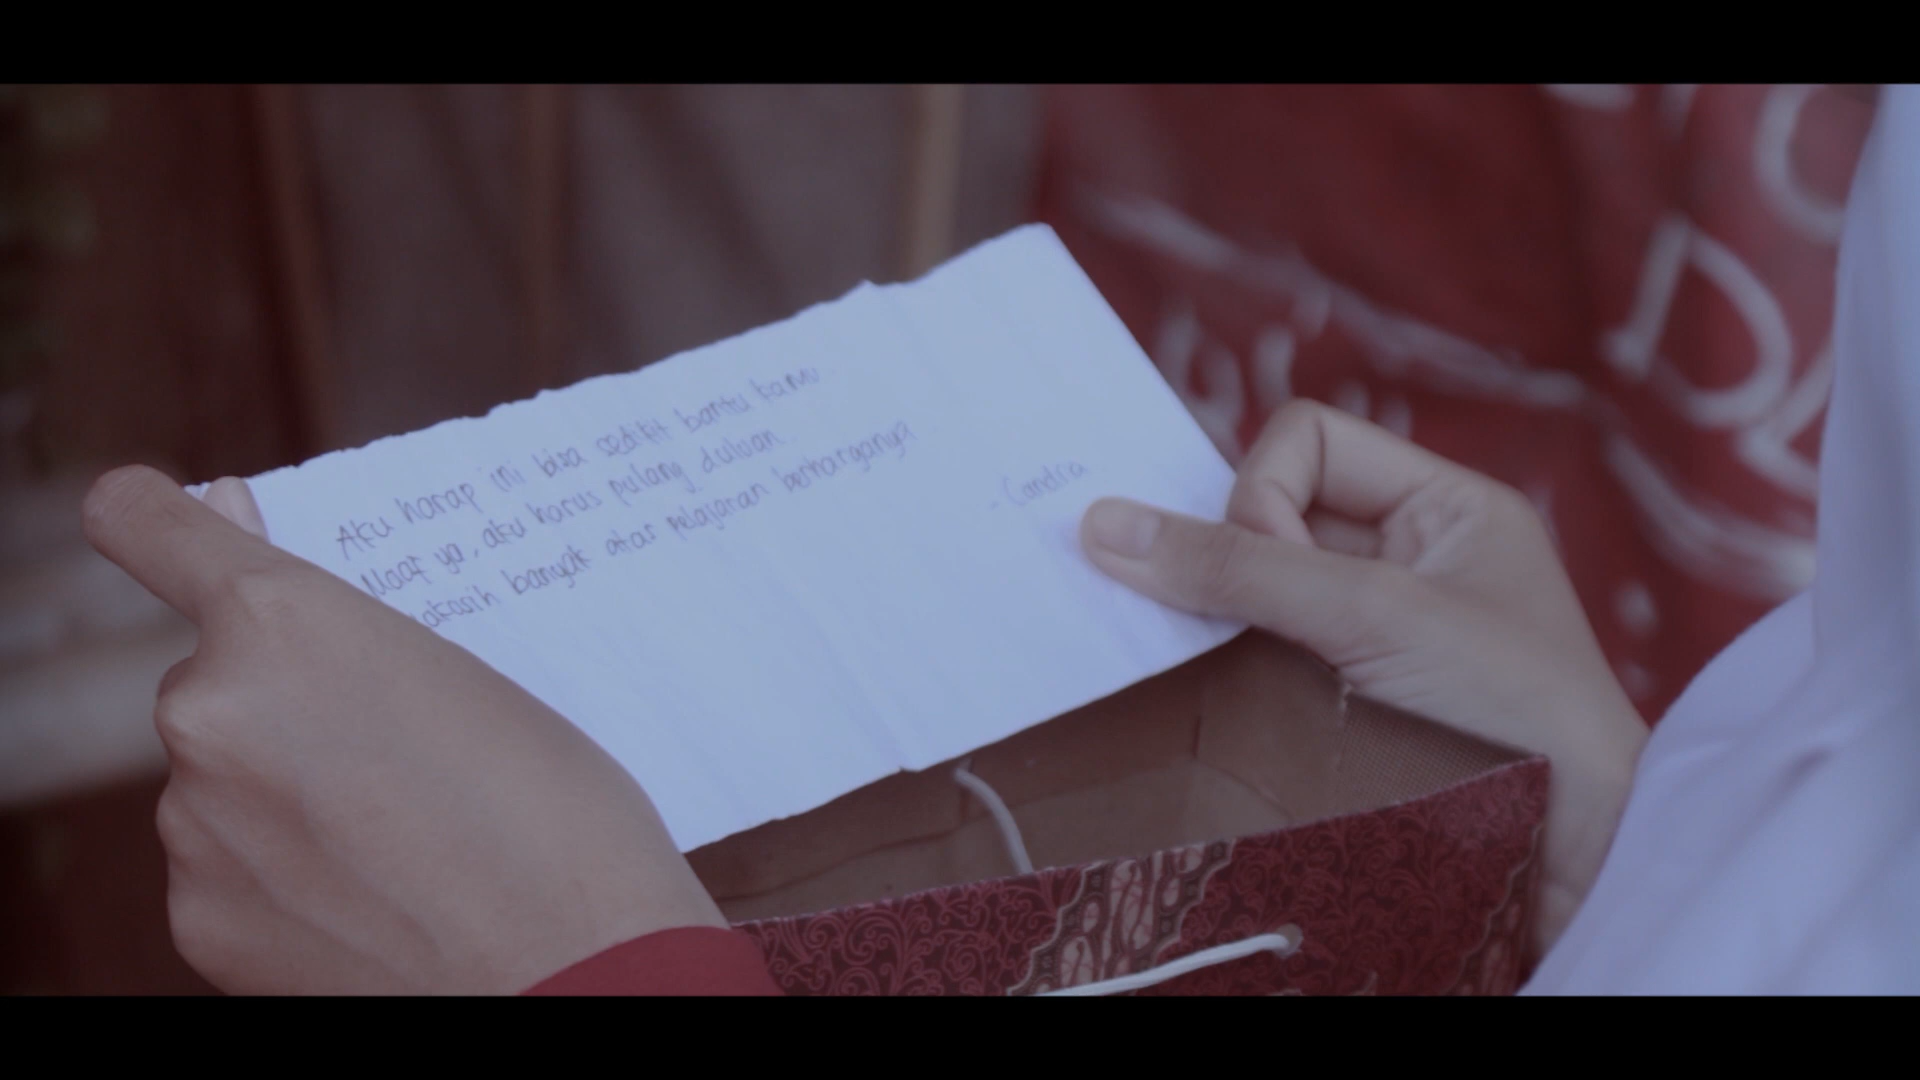 Aku harap ini bisa sedikit bantu kamu.
Maaf ya, aku harus pulang duluan.
makasih banyak atas pelajaran berharganya
- Candra
D